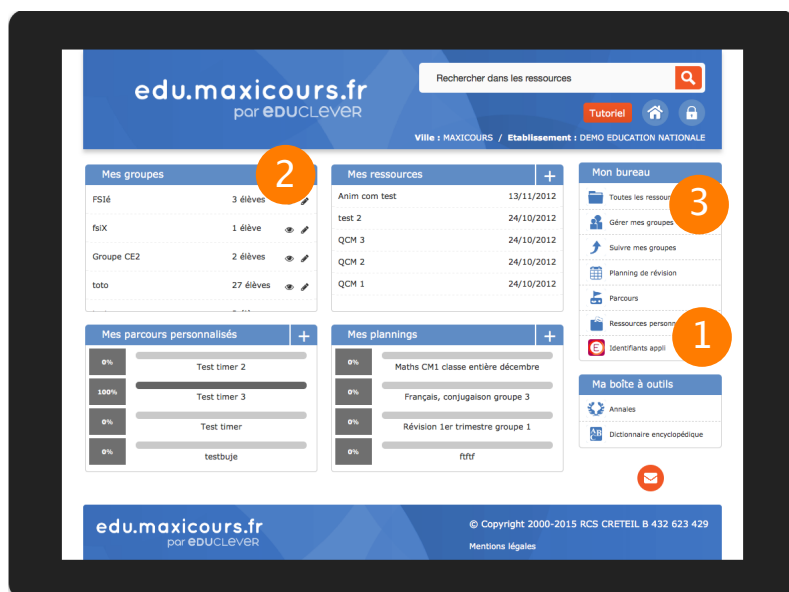 edu.maxicours.fr
par eDUCLeVeR
Rechercher dans les ressources
Tutoriel
Ville : MAXICOURS / Etablissement : DEMO EDUCATION NATIONALE
Mes groupes
2
FSIé 3 élèves
fsiX 1 élève
Groupe CE2 2 élèves
toto 27 élèves
Mes ressources +
Anim com test 13/11/2012
test 2 24/10/2012
QCM 3 24/10/2012
QCM 2 24/10/2012
QCM 1 24/10/2012
Mon bureau
3
Toutes les
Gérer mes groupes
Suivre mes groupes
Planning de révision
Parcours
Ressources
1
Identifiants appli
Mes parcours personnalisés +
0% Test timer 2
100% Test timer 3
0% Test timer
0% testbuje
Mes plannings +
0% Maths CM1 classe entière décembre
0% Français, conjugaison groupe 3
0% Révision 1er trimestre groupe 1
0% ftftf
Ma boîte à outils
Annales
Dictionnaire encyclopédique
edu.maxicours.fr
par eDUCLeVeR
© Copyright 2000-2015 RCS CRETEIL B 432 623 429
Mentions légales